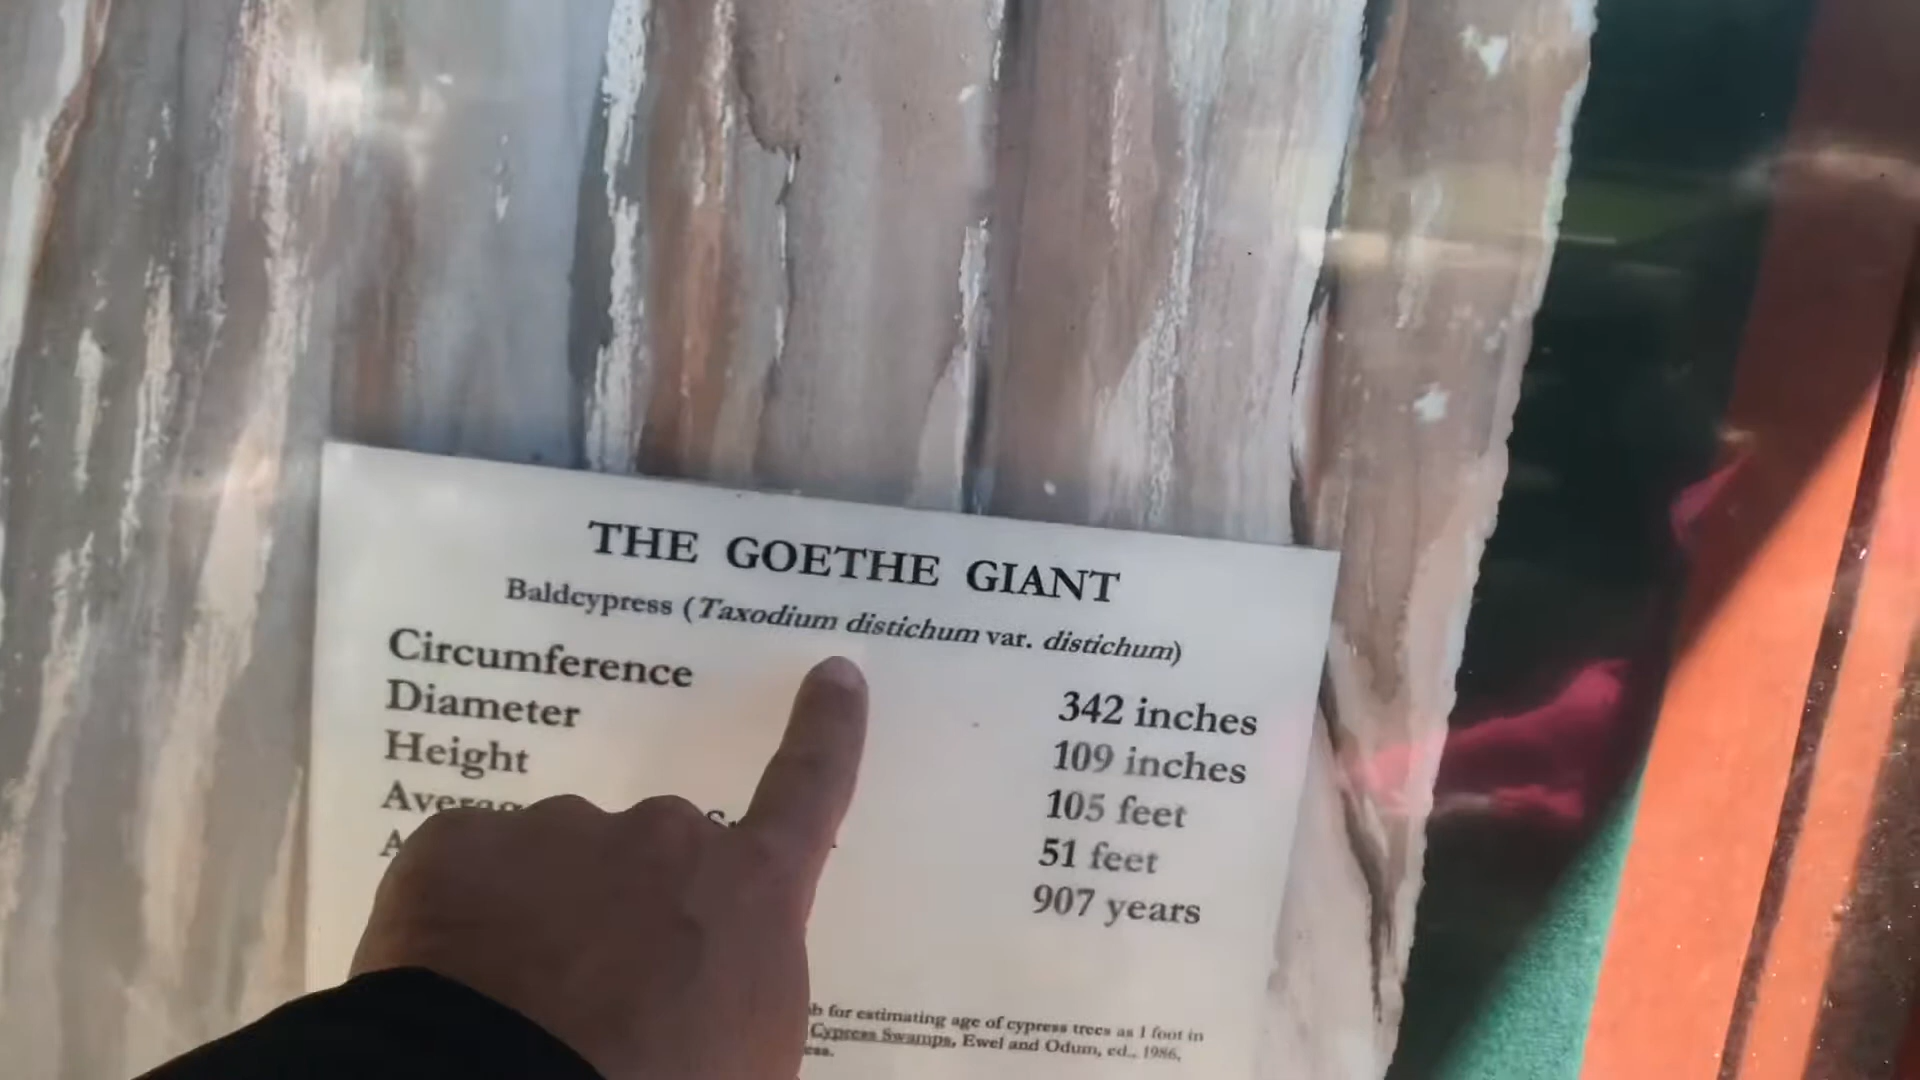 THE GOETHE GIANT
Baldcypress (Taxodium distichum var. distichum)
Circumference 342 inches
Diameter 109 inches
Height 105 feet
51 feet
907 years
for estimating age of cypress trees as 1 foot in
Cypress Swamps, Ewel and Odum, ed., 1986,